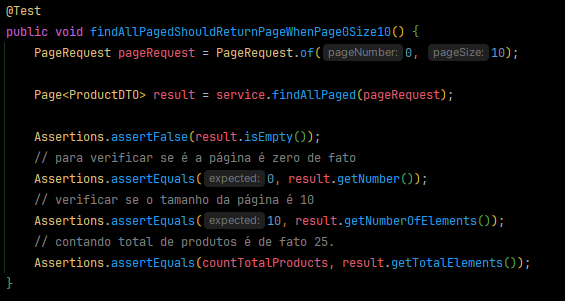 @Test
public void findAllPagedShouldReturnPageWhenPage0Size10() {
PageRequest pageRequest = PageRequest.of( pageNumber: 0, pageSize: 10);
Page<ProductDTO> result = service.findAllPaged(pageRequest);
Assertions.assertFalse(result.isEmpty());
// para verificar se é a página é zero de fato
Assertions.assertEquals( expected: 0, result.getNumber());
// verificar se o tamanho da página é 10
Assertions.assertEquals( expected: 10, result.getNumberOfElements());
// contando total de produtos é de fato 25.
Assertions.assertEquals(countTotalProducts, result.getTotalElements());
}